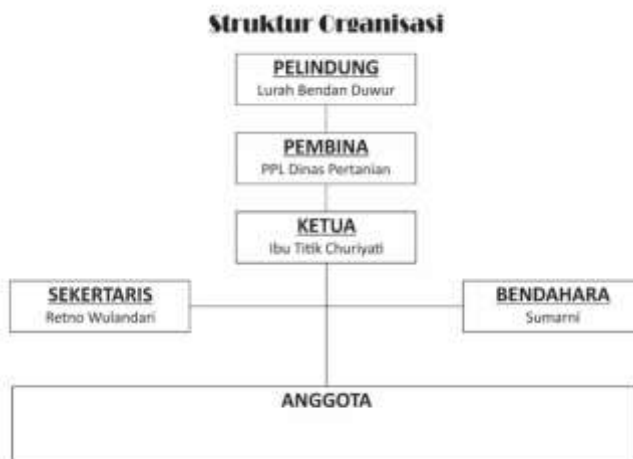 Struktur Organisasi
PELINDUNG
Lurah Bendan Duwur
PEMBINA
PPL Dinas Pertanian
KETUA
Ibu Titik Churiyati
SEKERTARIS
Retno Wulandari
BENDAHARA
Sumarni
ANGGOTA